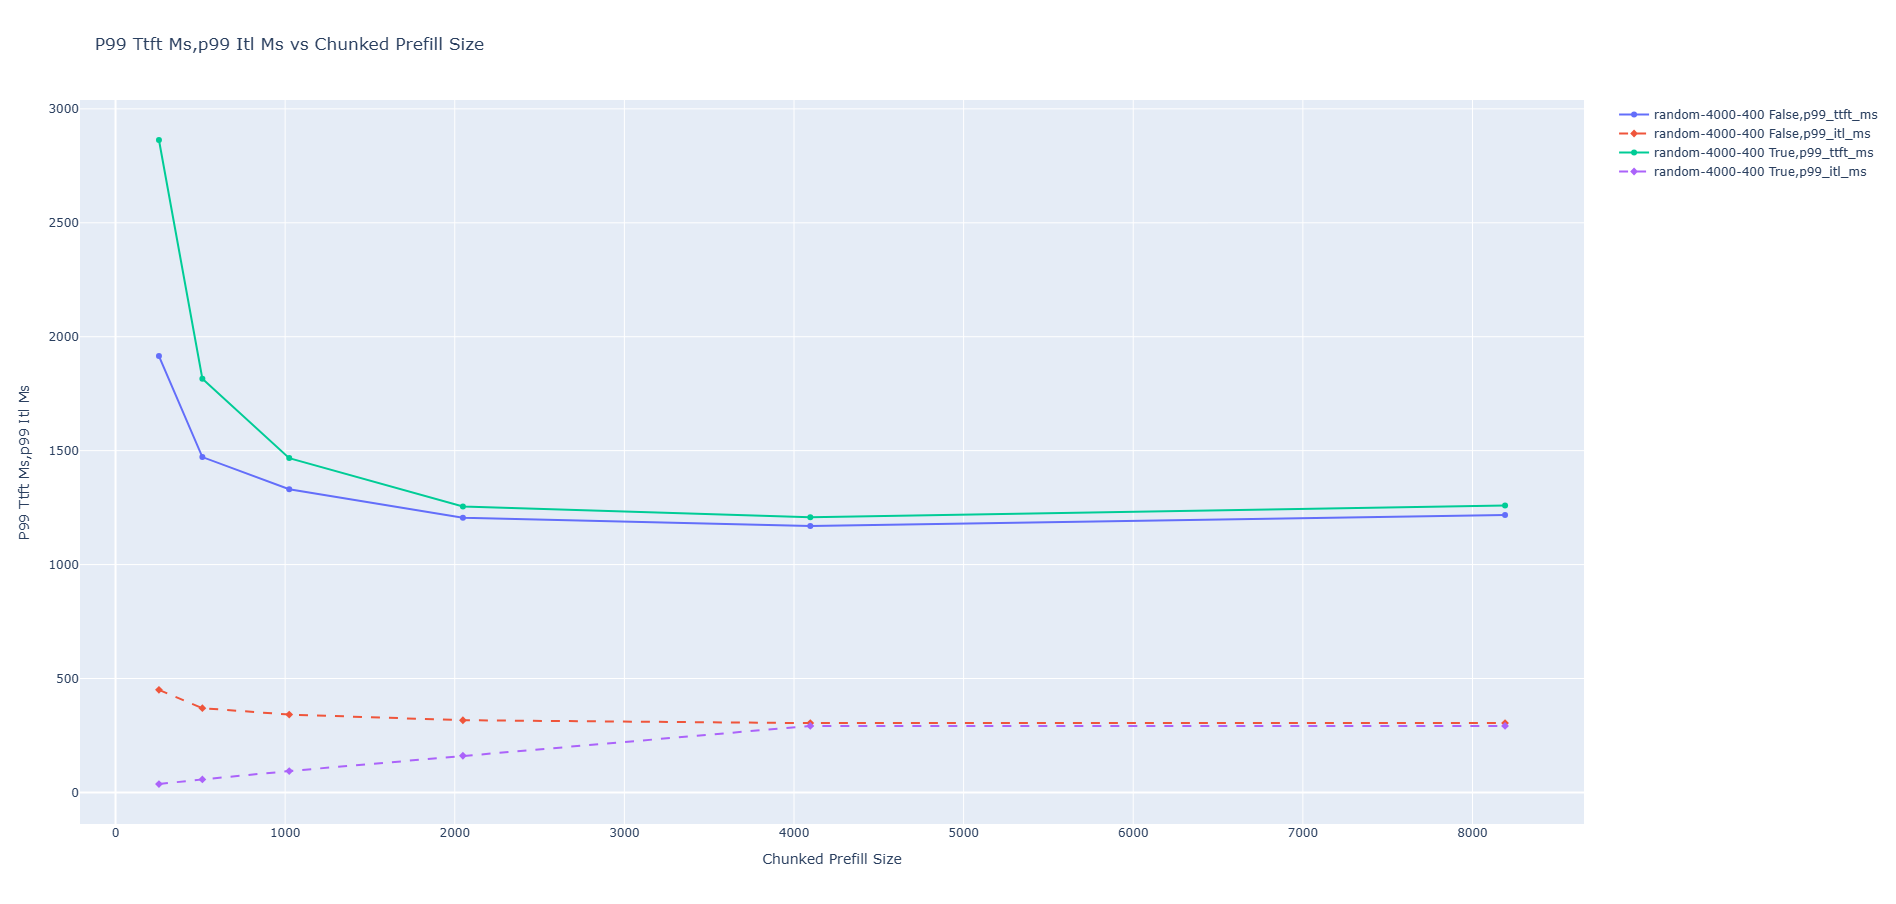 P99 Ttft Ms,p99 Itl Ms vs Chunked Prefill Size
random-4000-400 False,p99_ttft_ms
random-4000-400 False,p99_itl_ms
random-4000-400 True,p99_ttft_ms
random-4000-400 True,p99_itl_ms
P99 Ttft Ms,p99 Itl Ms
3000
2500
2000
1500
1000
500
0
0 1000 2000 3000 4000 5000 6000 7000 8000
Chunked Prefill Size